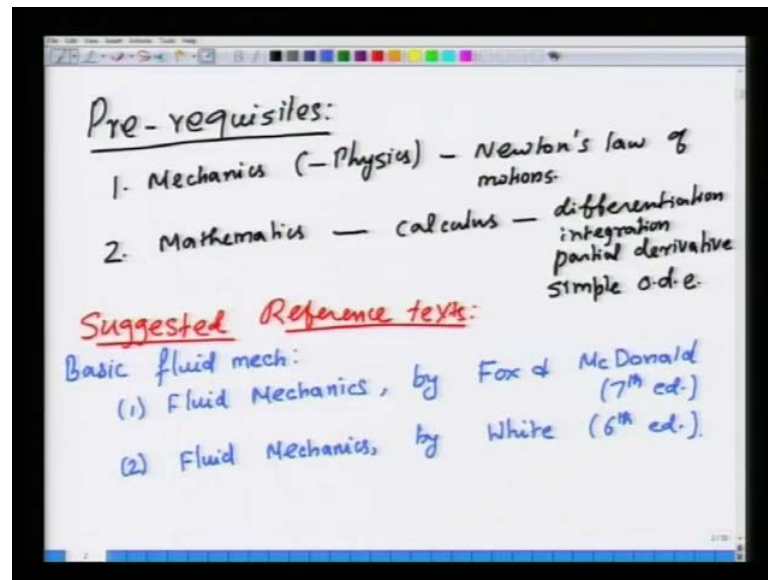 Pre-requisites:
1. Mechanics (-Physics) - Newton's law of
motions.
2. Mathematics — calculus — differentiation
integration
partial derivative
simple o.d.e.
Suggested Reference texts:
Basic fluid mech:
(1) Fluid Mechanics, by Fox & McDonald
(7th ed.)
(2) Fluid Mechanics, by White (6th ed.).
2